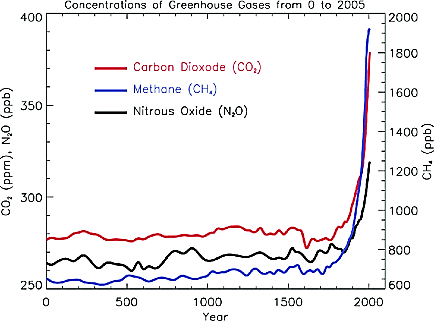 Concentrations of Greenhouse Gases from 0 to 2005
400
350
300
250
CO₂ (ppm), N₂O (ppb)
Carbon Dioxode (CO₂)
Methane (CH₄)
Nitrous Oxide (N₂O)
2000
1800
1600
1400
1200
1000
800
600
CH₄ (ppb)
0
500
1000
1500
2000
Year